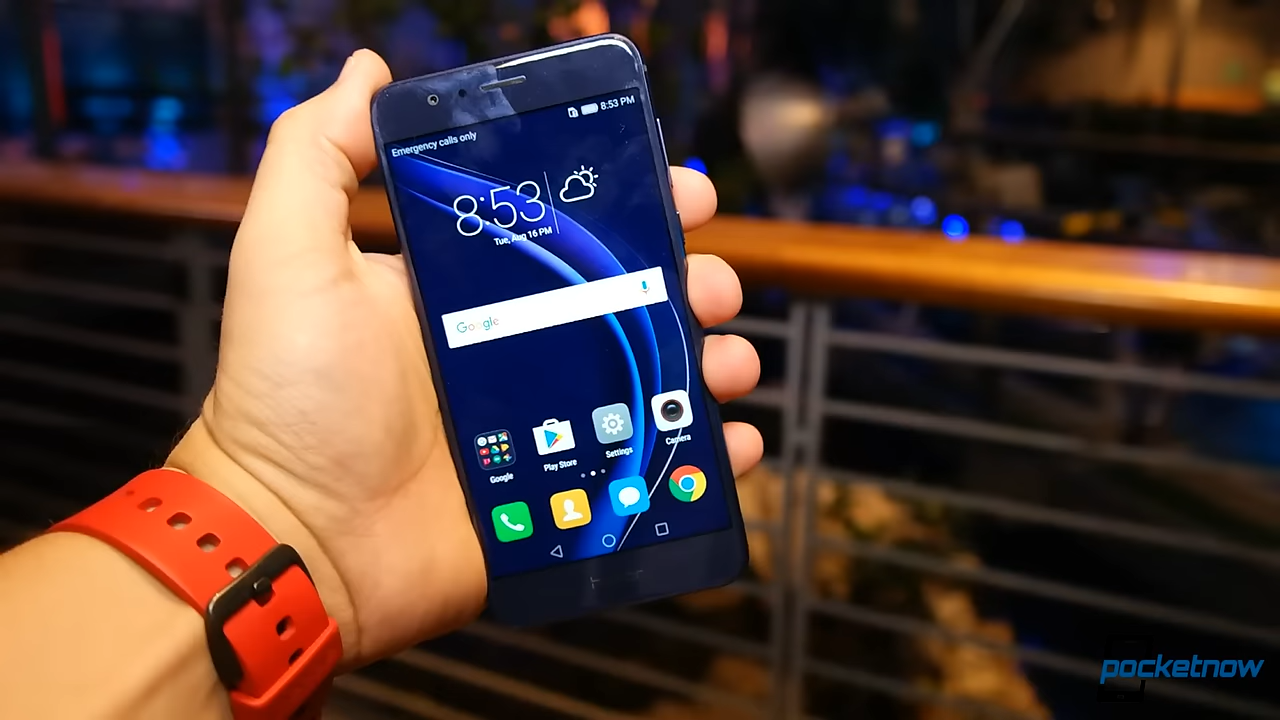 8:53 PM
Emergency calls only
8:53
Tue, Aug 16 PM
Google
Google
Play Store
Settings
Camera
pocketnow